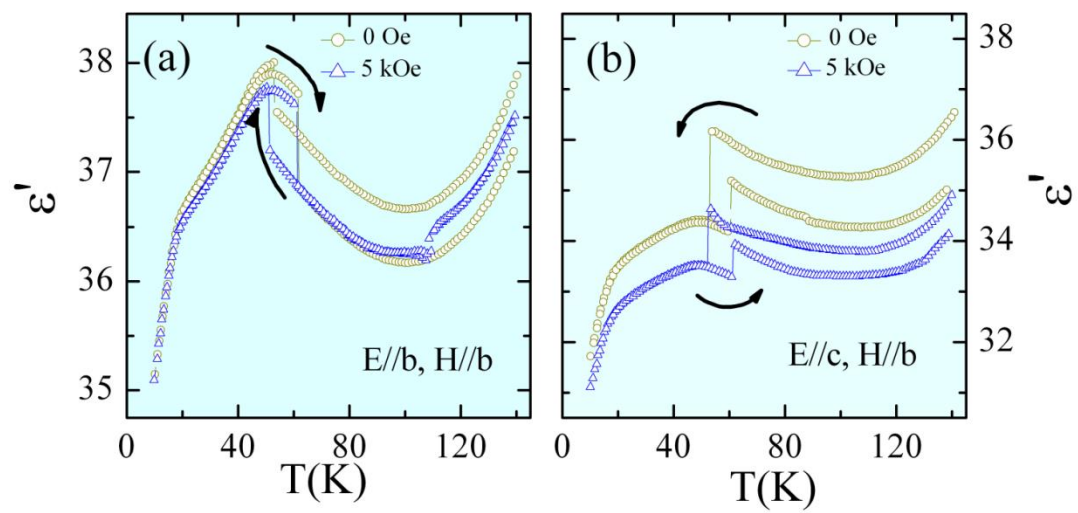 (a)
0 Oe
5 kOe
38
37
36
35
ε'
E//b, H//b
0
40
80
120
T(K)
(b)
0 Oe
5 kOe
38
36
34
32
ε'
E//c, H//b
0
40
80
120
T(K)